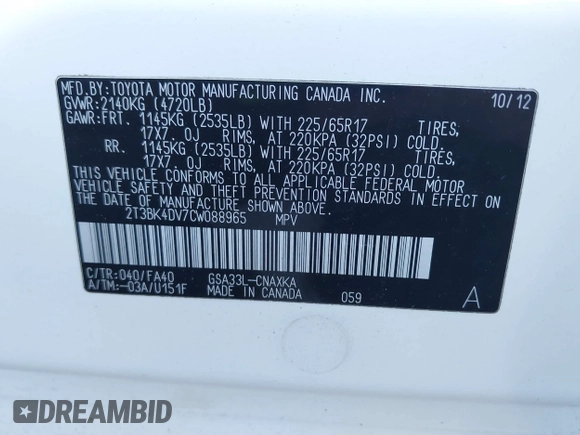 MFD.BY:TOYOTA MOTOR MANUFACTURING CANADA INC. 10/12
GVWR:2140KG (4720LB)
GAWR:FRT. 1145KG (2535LB) WITH 225/65R17 TIRES,
17X7. 0J RIMS, AT 220KPA (32PSI) COLD.
RR. 1145KG (2535LB) WITH 225/65R17 TIRES,
17X7. 0J RIMS, AT 220KPA (32PSI) COLD.
THIS VEHICLE CONFORMS TO ALL APPLICABLE FEDERAL MOTOR
VEHICLE SAFETY AND THEFT PREVENTION STANDARDS IN EFFECT
ON THE DATE OF MANUFACTURE SHOWN ABOVE.
2T3BK4DV7CW088965 MPV
C/TR:040/FA40 GSA33L-CNAXKA
A/TM:-03A/U151F MADE IN CANADA 059 A
DREAMBID